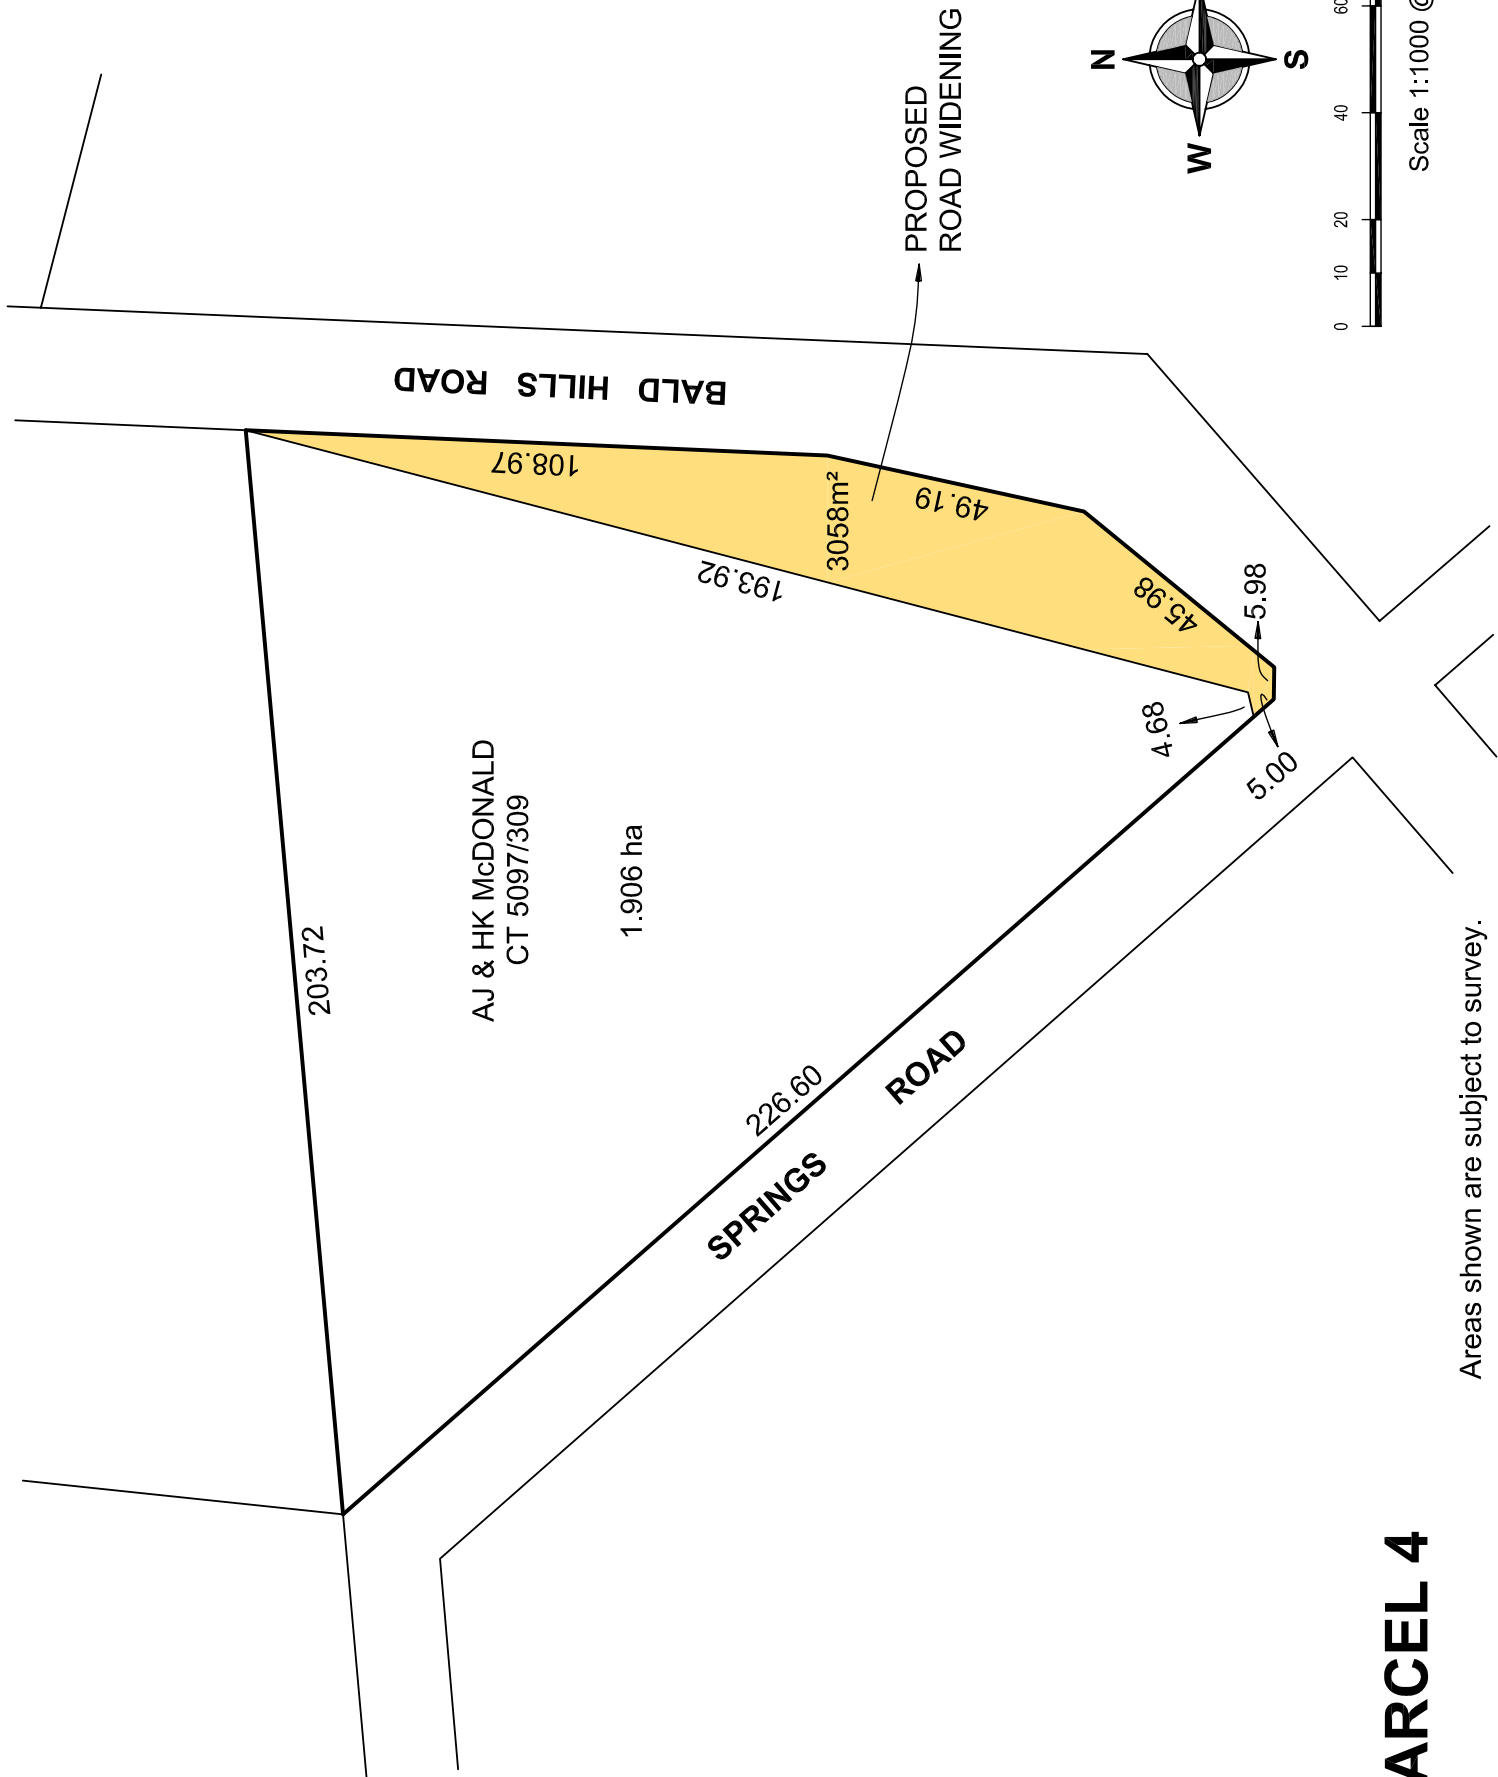 203.72
AJ & HK McDONALD
CT 5097/309
1.906 ha
BALD HILLS ROAD
108.97
193.92
3058m²
49.19
45.98
5.98
4.68
5.00
226.60
SPRINGS ROAD
PROPOSED
ROAD WIDENING
N
S
W
0 10 20 40 60
Scale 1:1000 @
Areas shown are subject to survey.
ARCEL 4